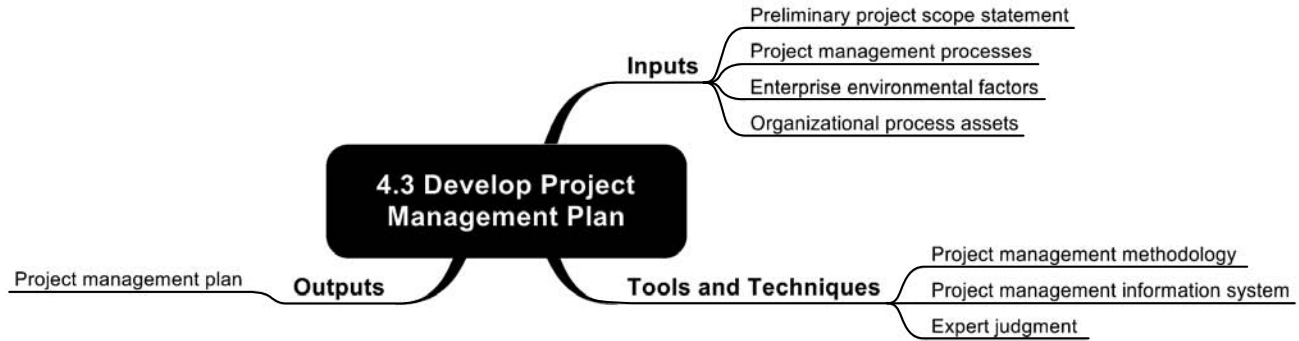 Preliminary project scope statement
Project management processes
Inputs
Enterprise environmental factors
Organizational process assets
4.3 Develop Project
Management Plan
Project management plan
Outputs
Tools and Techniques
Project management methodology
Project management information system
Expert judgment